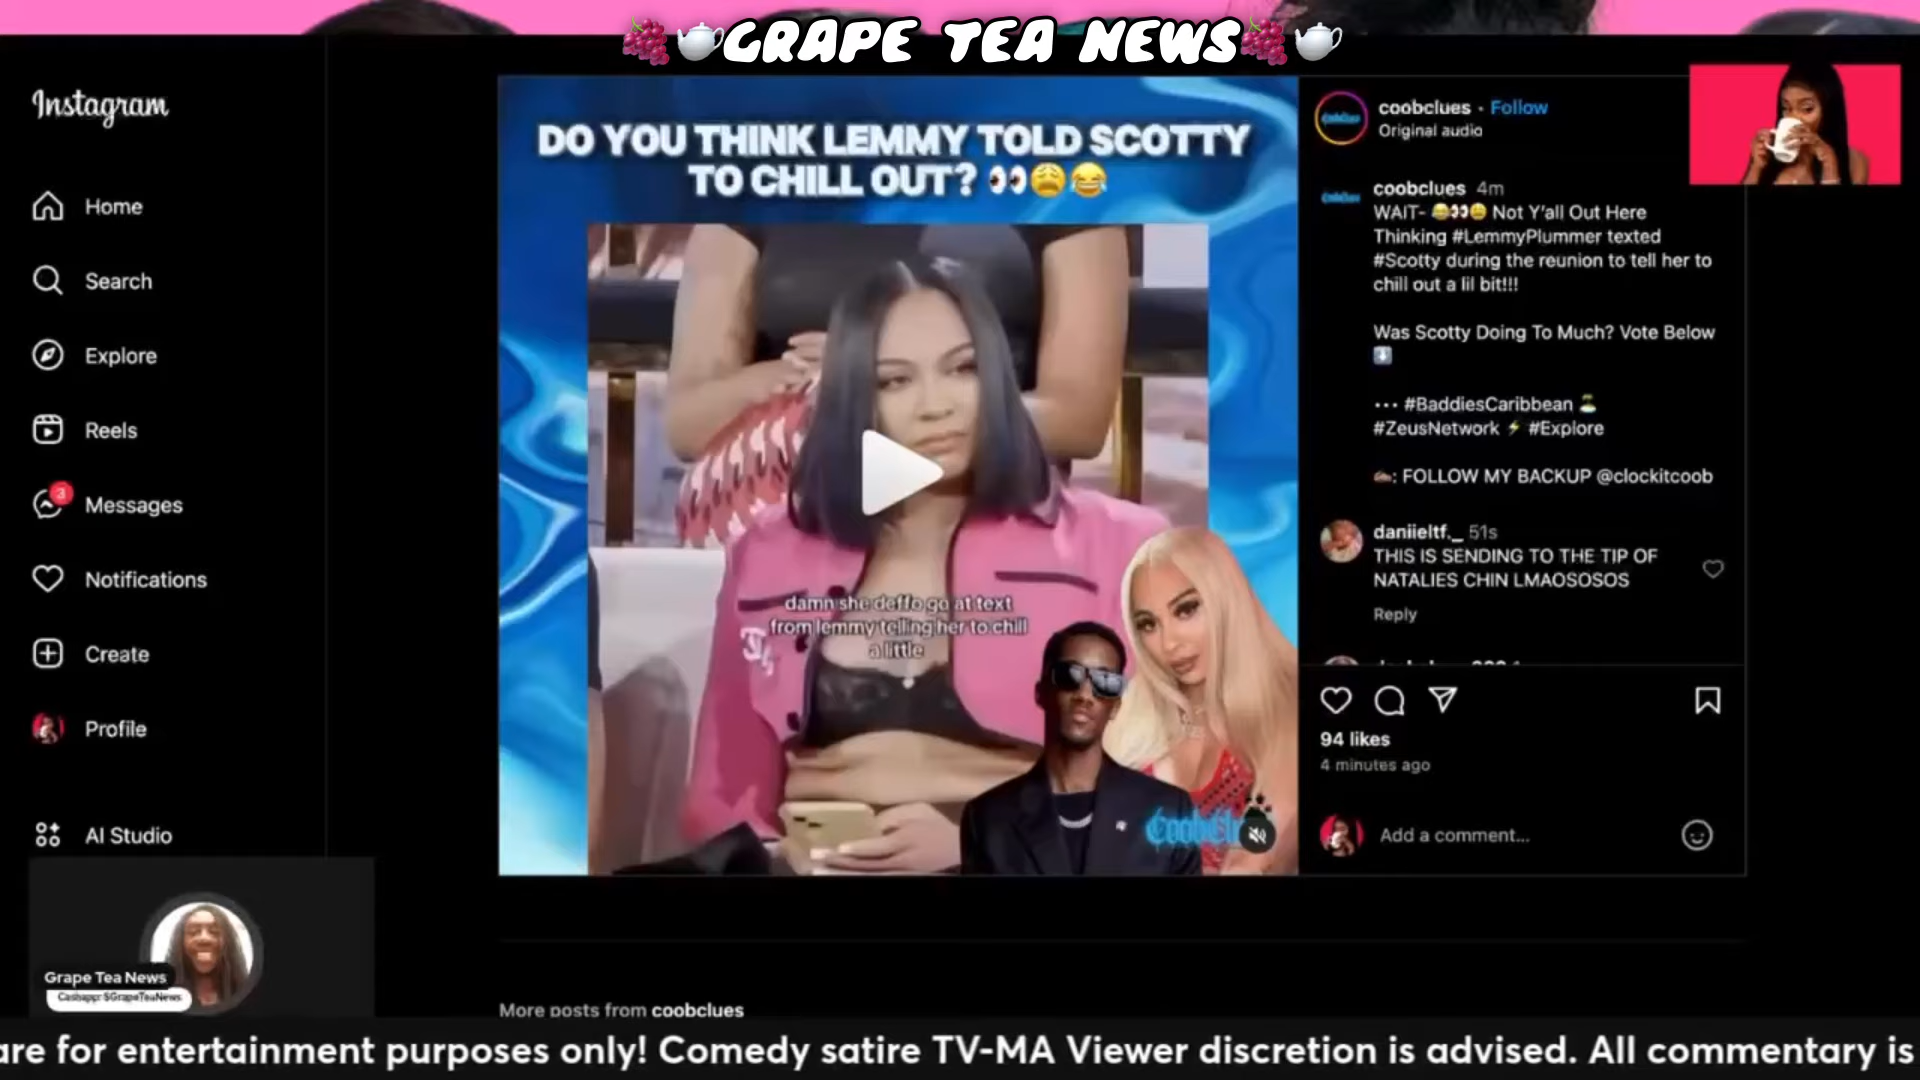 GRAPE TEA NEWS
Instagram
Home
Search
Explore
Reels
3
Messages
Notifications
Create
Profile
AI Studio
Grape Tea News
Cashapp: $GrapeTeaNews
DO YOU THINK LEMMY TOLD SCOTTY
TO CHILL OUT? 👀😩😂
damn she deffo go at text
from lemmy telling her to chill
a little
coobclues · Follow
Original audio
coobclues 4m
WAIT- 😂👀😩 Not Y'all Out Here
Thinking #LemmyPlummer texted
#Scotty during the reunion to tell her to
chill out a lil bit!!!
Was Scotty Doing To Much? Vote Below
⬇️
••• #BaddiesCaribbean 🏝️
#ZeusNetwork ⚡ #Explore
✍🏾: FOLLOW MY BACKUP @clockitcoob
daniieltf._ 51s
THIS IS SENDING TO THE TIP OF
NATALIES CHIN LMAOSOSOS
Reply
94 likes
4 minutes ago
Add a comment...
More posts from coobclues
are for entertainment purposes only! Comedy satire TV-MA Viewer discretion is advised. All commentary is